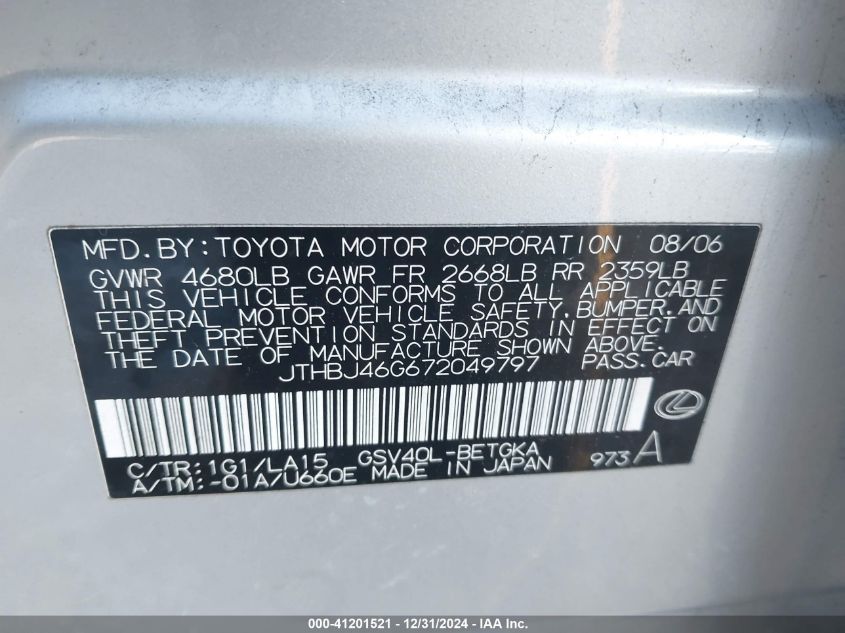 MFD.BY:TOYOTA MOTOR CORPORATION 08/06
GVWR 4680LB GAWR FR 2668LB RR 2359LB
THIS VEHICLE CONFORMS TO ALL APPLICABLE
FEDERAL MOTOR VEHICLE SAFETY,BUMPER,AND
THEFT PREVENTION STANDARDS IN EFFECT ON
THE DATE OF MANUFACTURE SHOWN ABOVE.
JTHBJ46G672049797 PASS.CAR
C/TR:1G1/LA15 GSV40L-BETGKA
A/TM:-01A/U660E MADE IN JAPAN 973A
000-41201521 - 12/31/2024 - IAA Inc.